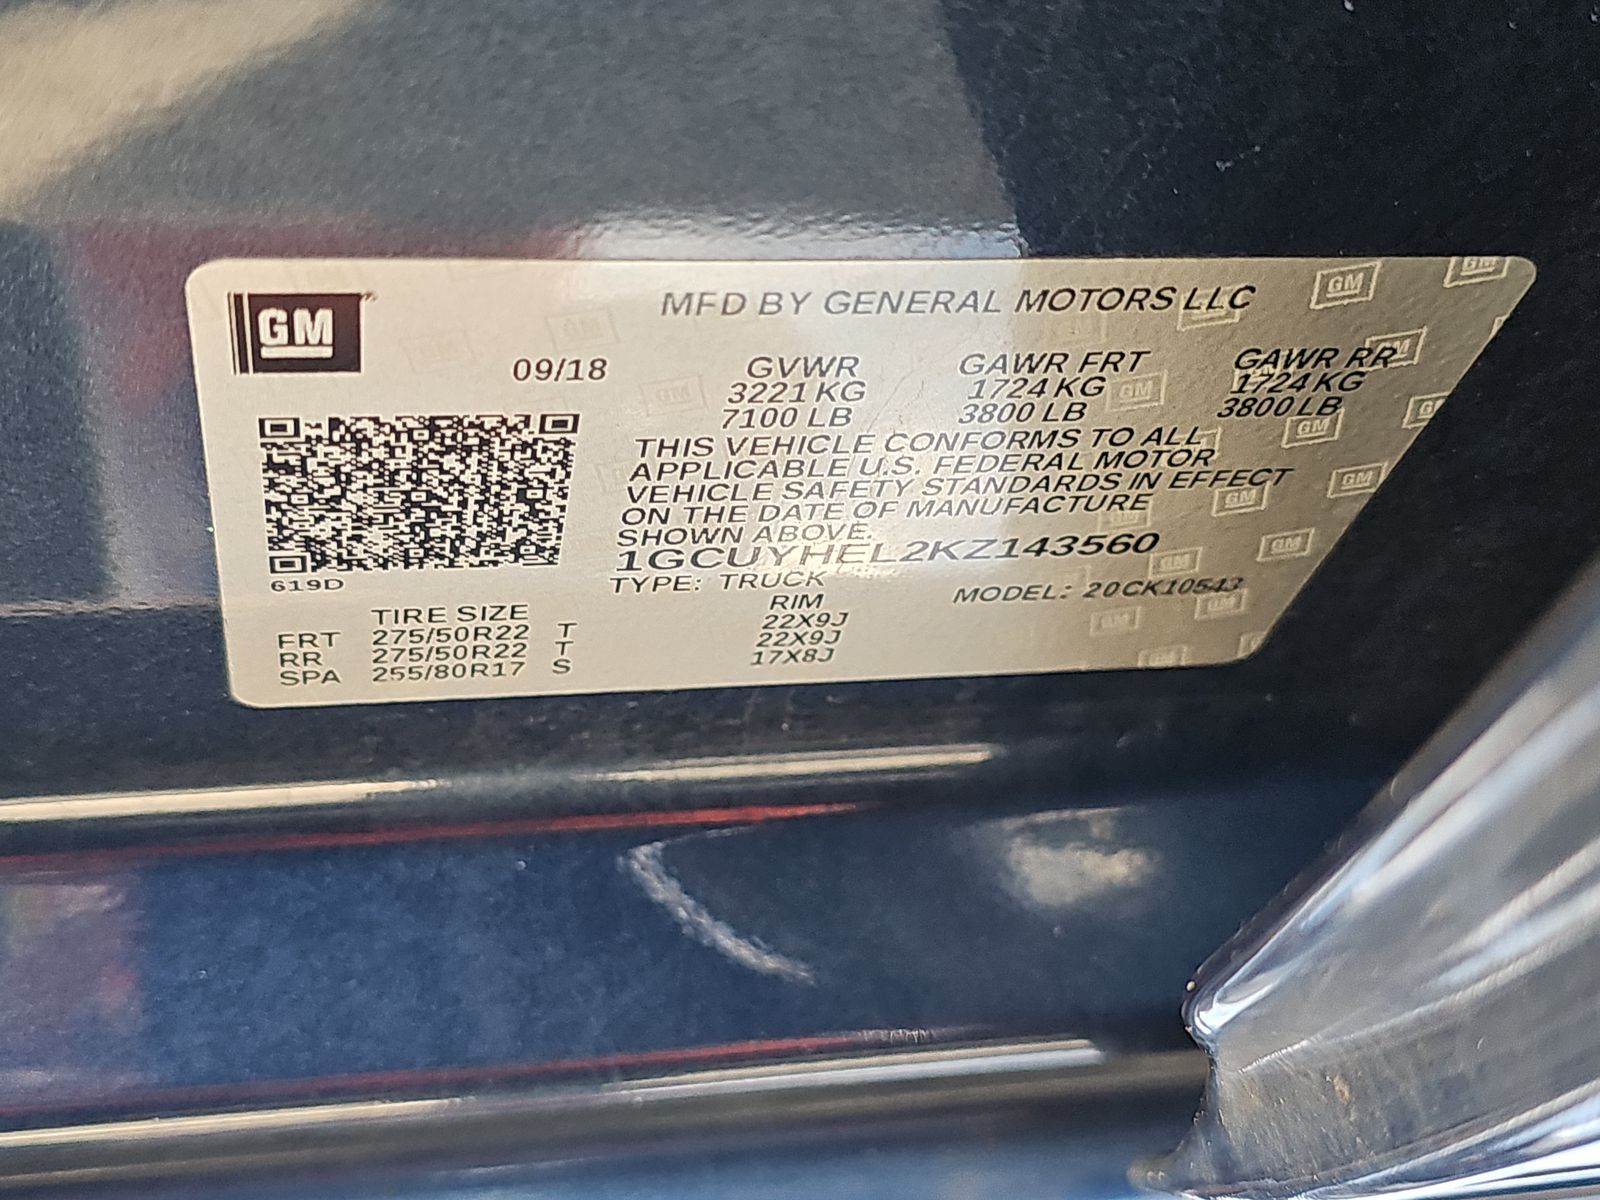 GM
MFD BY GENERAL MOTORS LLC
09/18 GVWR GAWR FRT GAWR RR
3221 KG 1724 KG 1724 KG
7100 LB 3800 LB 3800 LB
THIS VEHICLE CONFORMS TO ALL
APPLICABLE U.S. FEDERAL MOTOR
VEHICLE SAFETY STANDARDS IN EFFECT
ON THE DATE OF MANUFACTURE
SHOWN ABOVE.
1GCUYHEL2KZ143560
619D
TYPE: TRUCK MODEL: 20CK10543
TIRE SIZE RIM
FRT 275/50R22 T 22X9J
RR 275/50R22 T 22X9J
SPA 255/80R17 S 17X8J